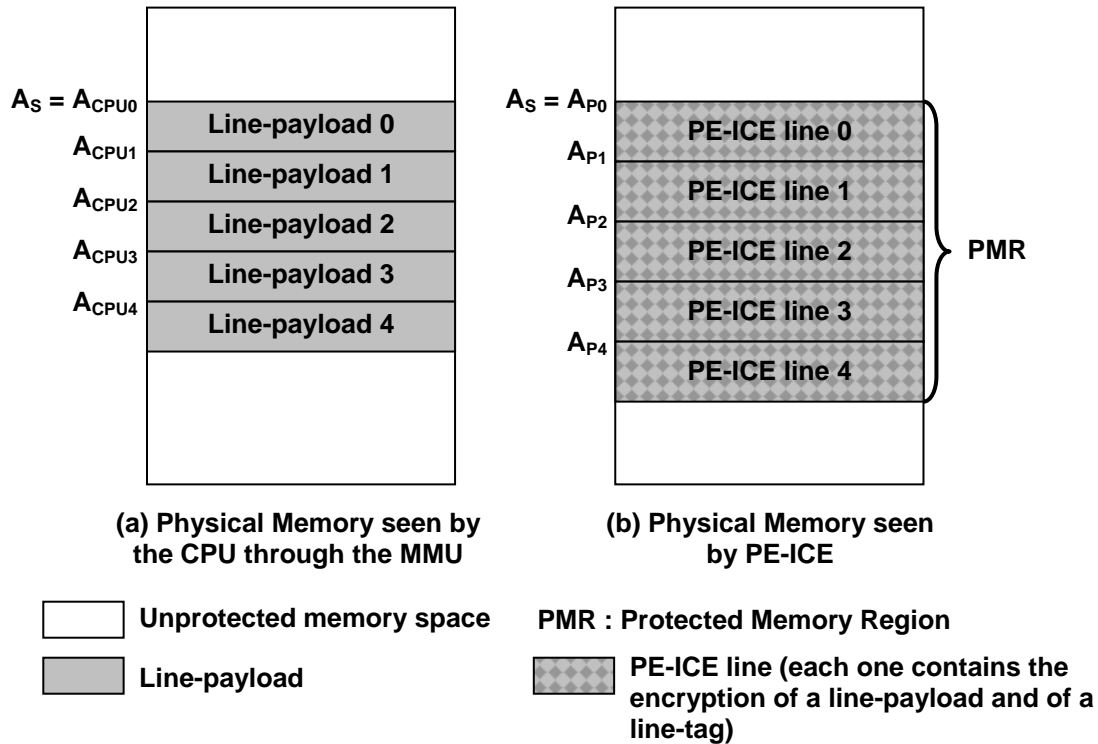 A_S = A_CPU0
A_CPU1
A_CPU2
A_CPU3
A_CPU4
Line-payload 0
Line-payload 1
Line-payload 2
Line-payload 3
Line-payload 4
A_S = A_P0
A_P1
A_P2
A_P3
A_P4
PE-ICE line 0
PE-ICE line 1
PE-ICE line 2
PE-ICE line 3
PE-ICE line 4
PMR
(a) Physical Memory seen by
the CPU through the MMU
(b) Physical Memory seen
by PE-ICE
Unprotected memory space
Line-payload
PMR : Protected Memory Region
PE-ICE line (each one contains the
encryption of a line-payload and of a
line-tag)